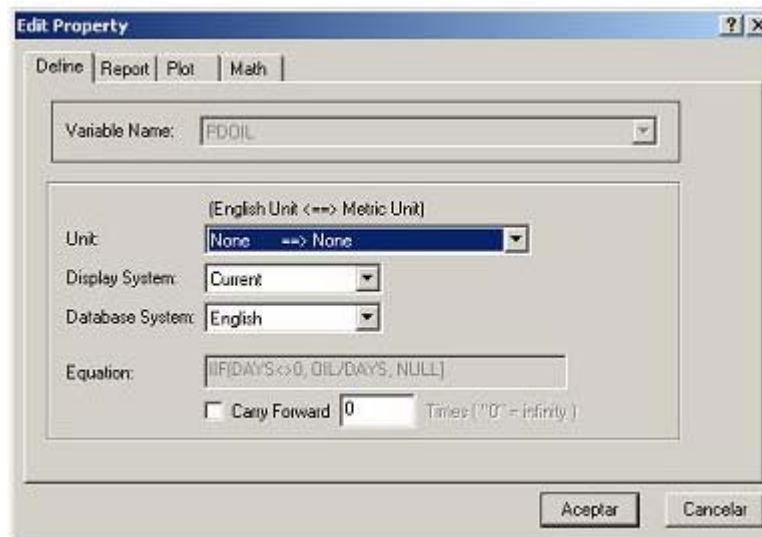 Edit Property
Define Report Plot Math
Variable Name: PDOIL
(English Unit <==> Metric Unit)
Unit: None ==> None
Display System: Current
Database System: English
Equation: IIF(DAYS<>0, OIL/DAYS, NULL)
Carry Forward 0 Times ( "0" = infinity )
Aceptar Cancelar